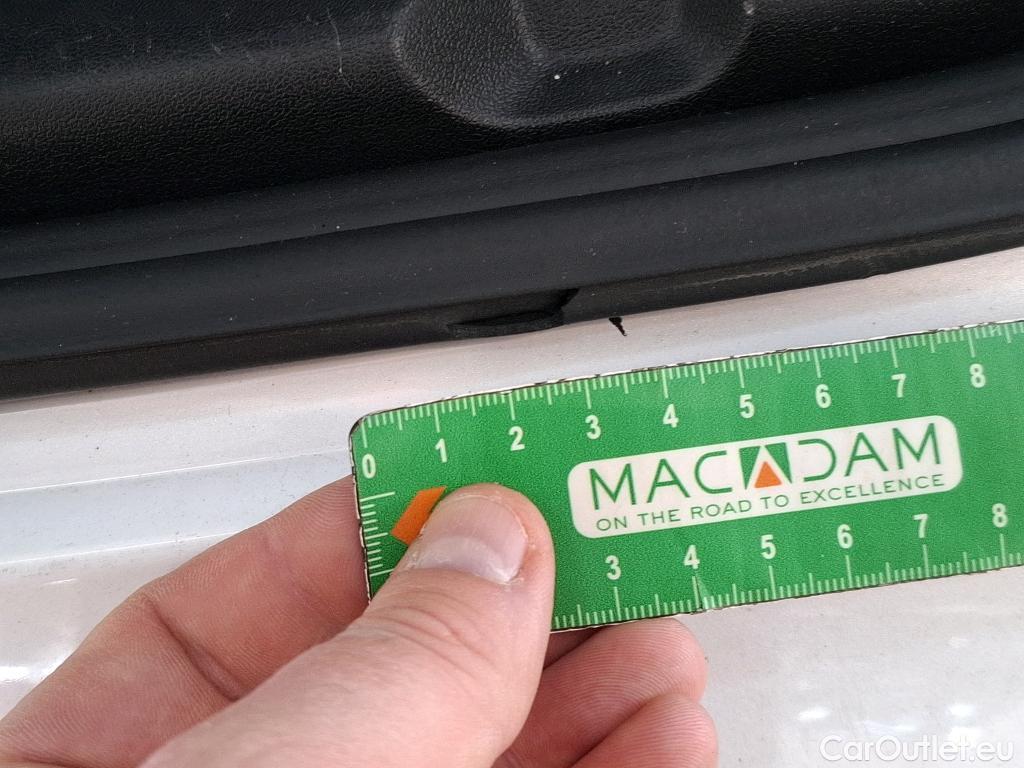 0 1 2 3 4 5 6 7 8
MACADAM
ON THE ROAD TO EXCELLENCE
3 4 5 6 7 8
CarOutlet.eu